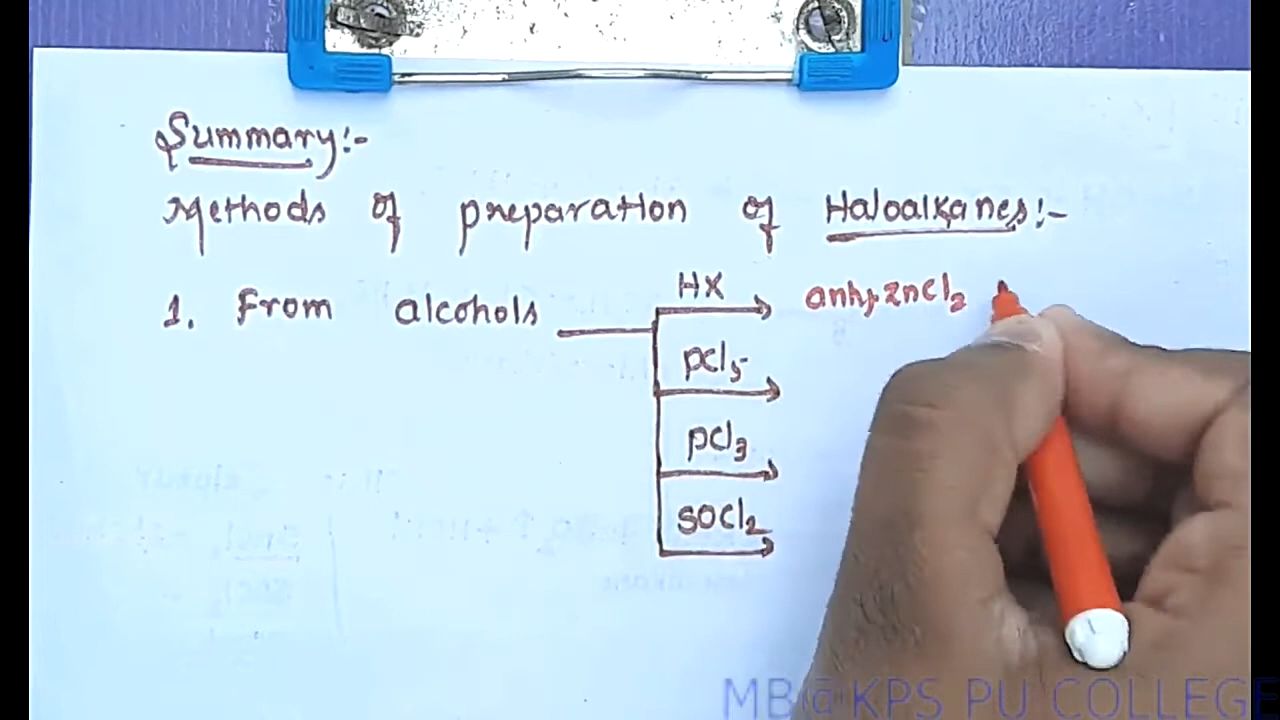 Summary:-
Methods of preparation of Haloalkanes:-
1. From alcohols
HX anhy ZnCl2
pcl5
pcl3
SOCl2
MB@KPS PU COLLEGE